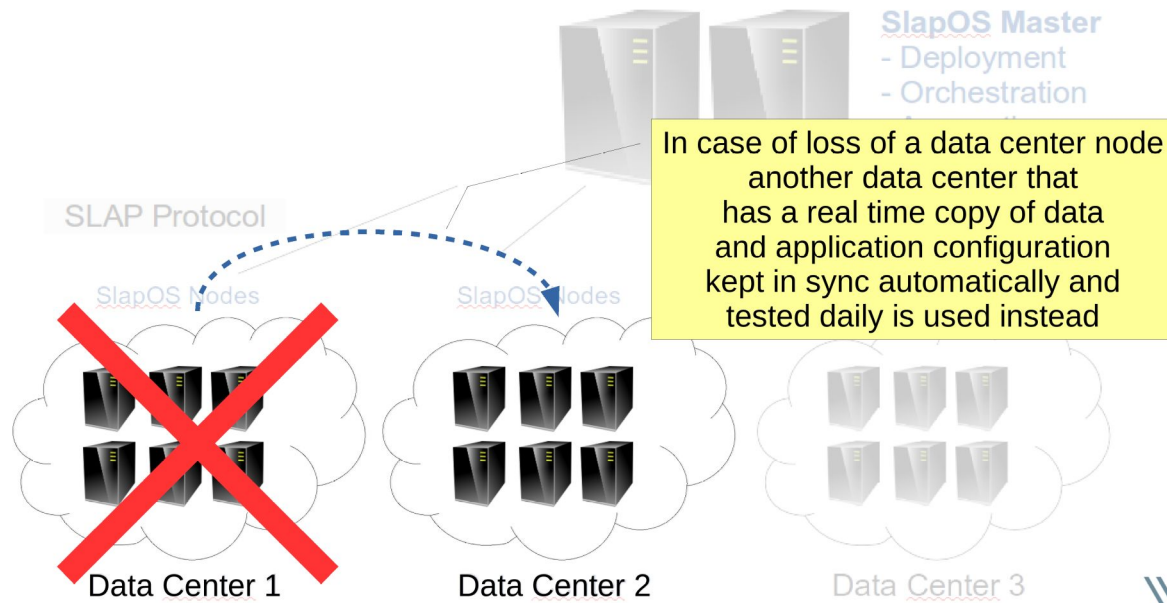 SlapOS Master
- Deployment
- Orchestration
In case of loss of a data center node
another data center that
has a real time copy of data
and application configuration
kept in sync automatically and
tested daily is used instead
SLAP Protocol
SlapOS Nodes
SlapOS Nodes
Data Center 1
Data Center 2
Data Center 3